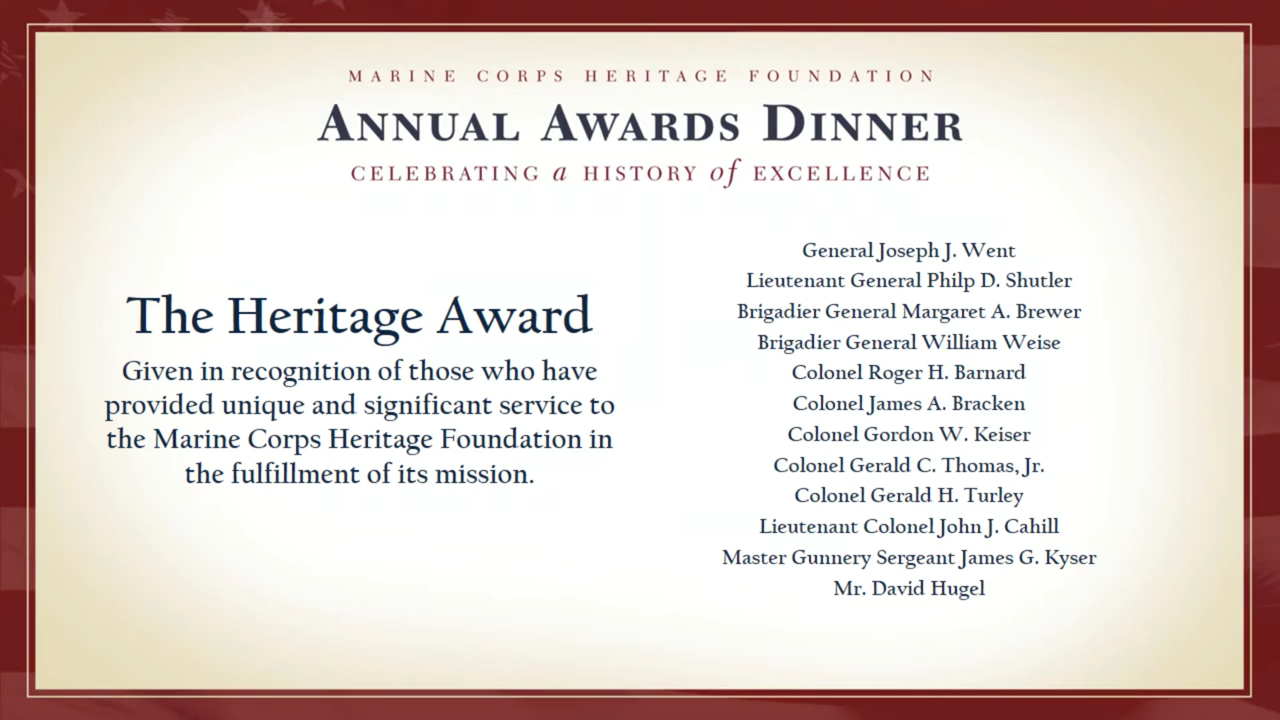 MARINE CORPS HERITAGE FOUNDATION
ANNUAL AWARDS DINNER
CELEBRATING a HISTORY of EXCELLENCE
The Heritage Award
Given in recognition of those who have
provided unique and significant service to
the Marine Corps Heritage Foundation in
the fulfillment of its mission.
General Joseph J. Went
Lieutenant General Philp D. Shutler
Brigadier General Margaret A. Brewer
Brigadier General William Weise
Colonel Roger H. Barnard
Colonel James A. Bracken
Colonel Gordon W. Keiser
Colonel Gerald C. Thomas, Jr.
Colonel Gerald H. Turley
Lieutenant Colonel John J. Cahill
Master Gunnery Sergeant James G. Kyser
Mr. David Hugel